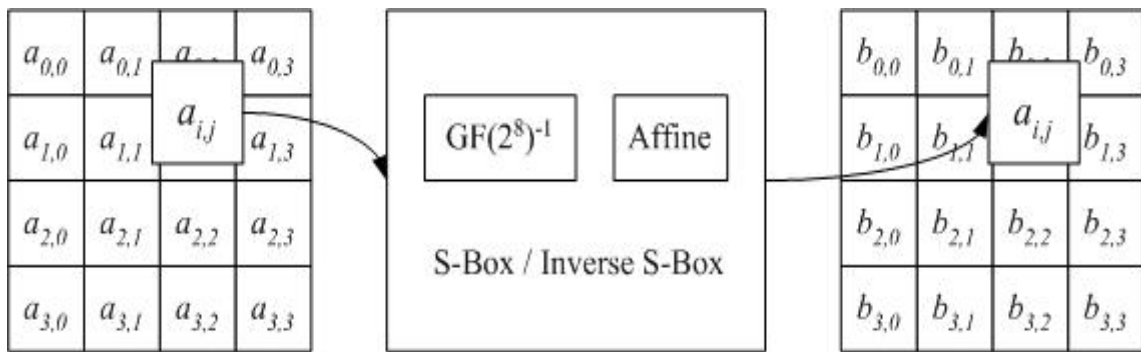 a0,0 a0,1 a0,3
ai,j
a1,0 a1,1 a1,3
a2,0 a2,1 a2,2 a2,3
a3,0 a3,1 a3,2 a3,3
GF(2⁸)⁻¹ Affine
S-Box / Inverse S-Box
b0,0 b0,1 b0,3
ai,j
b1,0 b1,1 b1,3
b2,0 b2,1 b2,2 b2,3
b3,0 b3,1 b3,2 b3,3